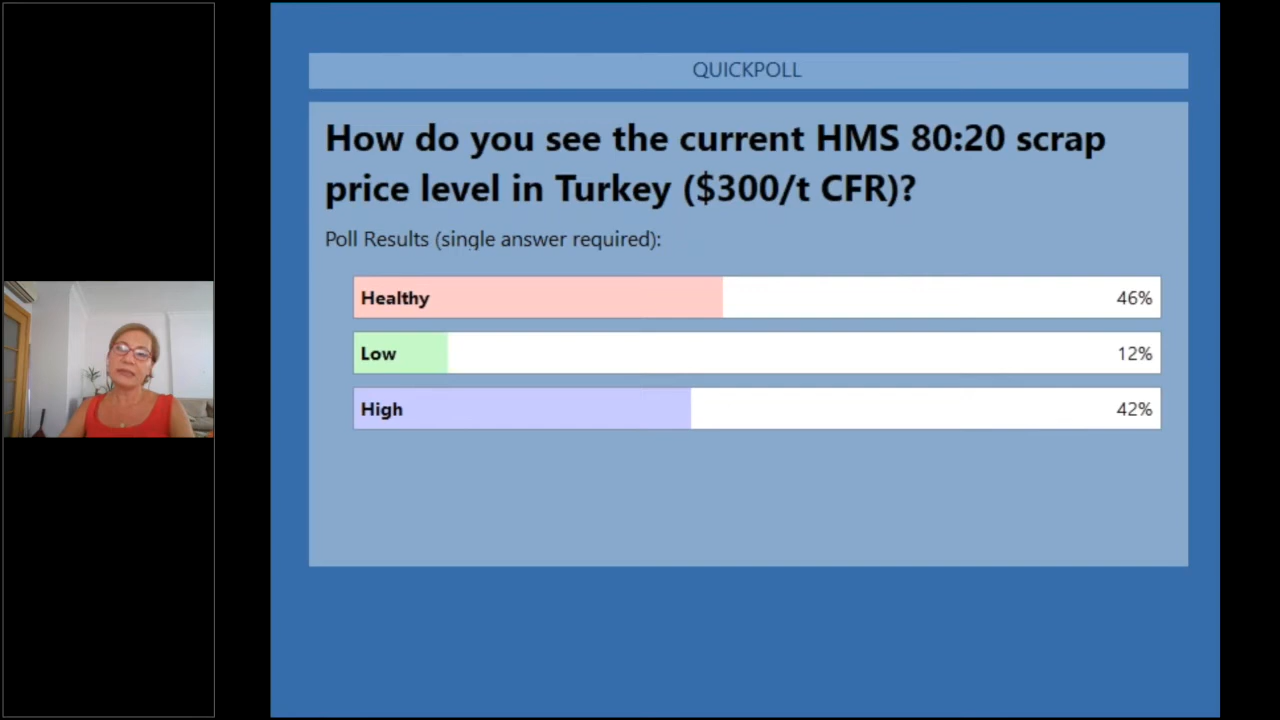 QUICKPOLL
How do you see the current HMS 80:20 scrap
price level in Turkey ($300/t CFR)?
Poll Results (single answer required):
Healthy 46%
Low 12%
High 42%